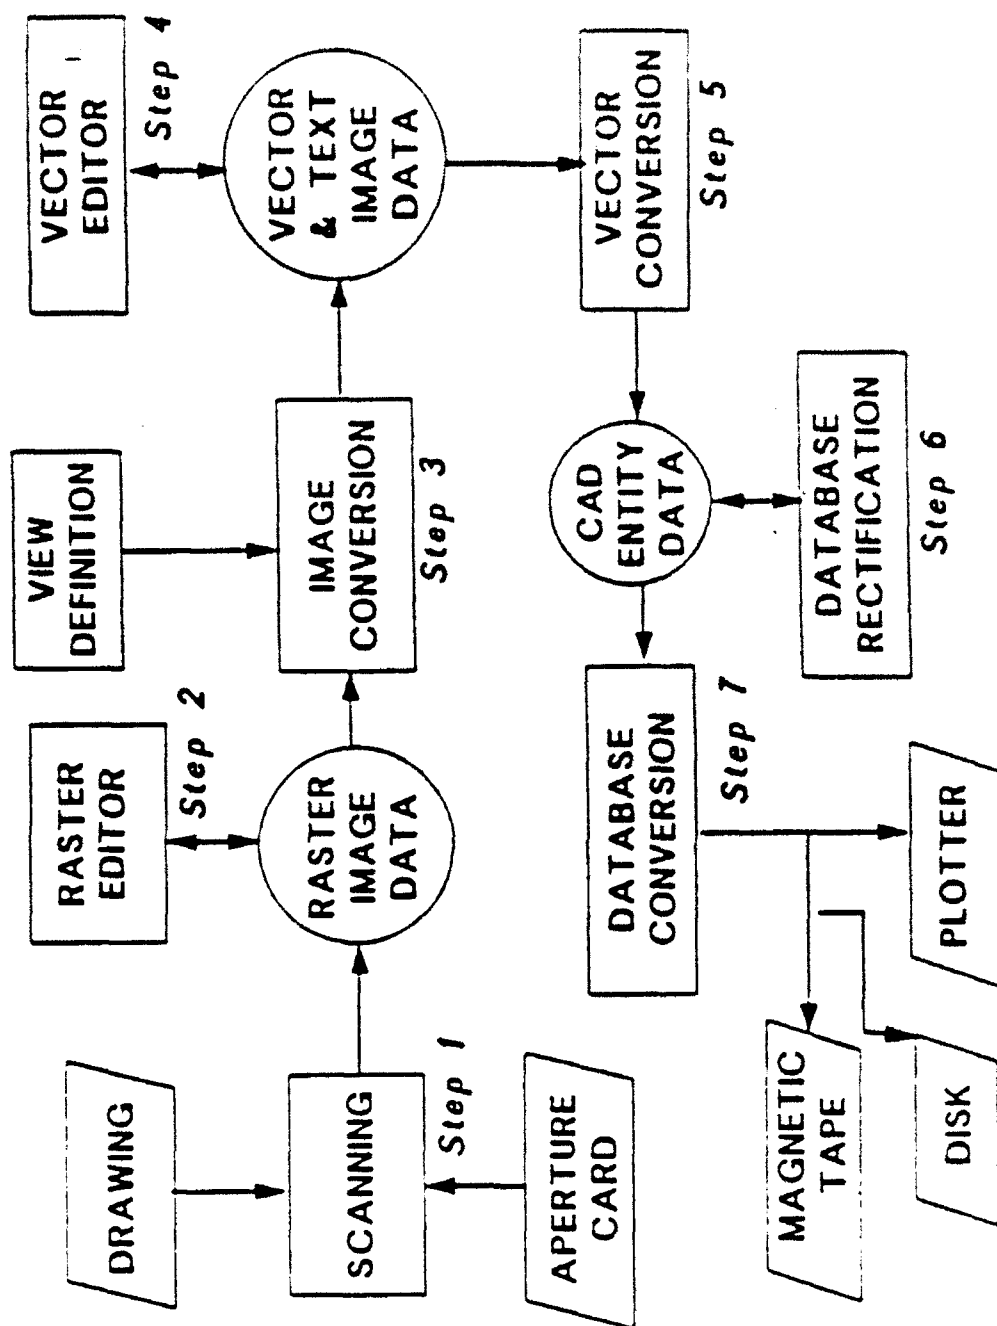 DRAWING
SCANNING
Step 1
APERTURE
CARD
RASTER
EDITOR
Step 2
RASTER
IMAGE
DATA
VIEW
DEFINITION
IMAGE
CONVERSION
Step 3
VECTOR
EDITOR
Step 4
VECTOR
& TEXT
IMAGE
DATA
VECTOR
CONVERSION
Step 5
CAD
ENTITY
DATA
DATABASE
RECTIFICATION
Step 6
DATABASE
CONVERSION
Step 7
MAGNETIC
TAPE
DISK
PLOTTER